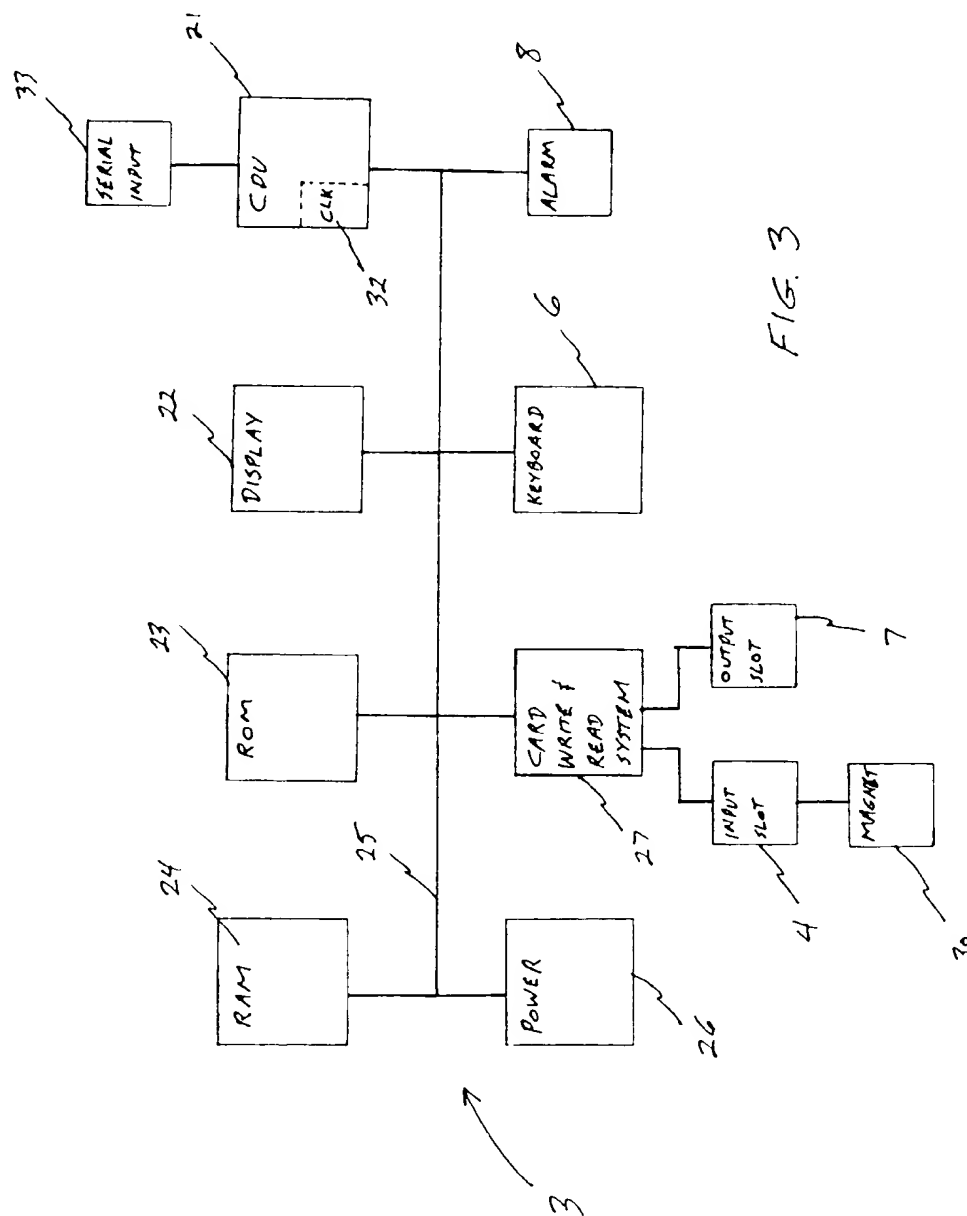 33
SERIAL
INPUT
24
23
22
21
RAM
ROM
DISPLAY
CPU
CLK
32
25
3
POWER
26
CARD
WRITE &
READ
SYSTEM
27
KEYBOARD
6
ALARM
8
INPUT
SLOT
4
OUTPUT
SLOT
7
MAGNET
FIG. 3